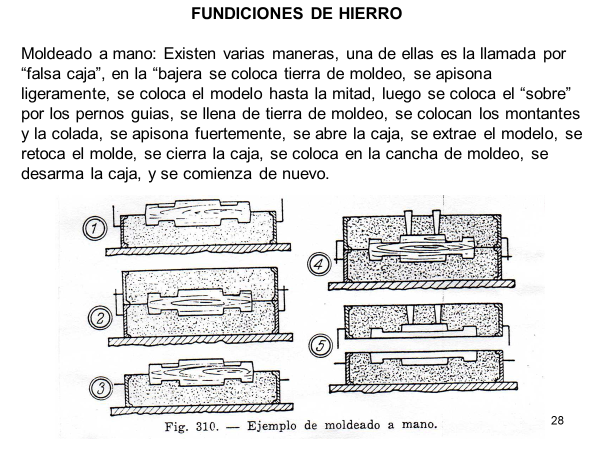 FUNDICIONES DE HIERRO
Moldeado a mano: Existen varias maneras, una de ellas es la llamada por
“falsa caja”, en la “bajera se coloca tierra de moldeo, se apisona
ligeramente, se coloca el modelo hasta la mitad, luego se coloca el “sobre”
por los pernos guias, se llena de tierra de moldeo, se colocan los montantes
y la colada, se apisona fuertemente, se abre la caja, se extrae el modelo, se
retoca el molde, se cierra la caja, se coloca en la cancha de moldeo, se
desarma la caja, y se comienza de nuevo.
1
2
3
4
5
Fig. 310. — Ejemplo de moldeado a mano.
28